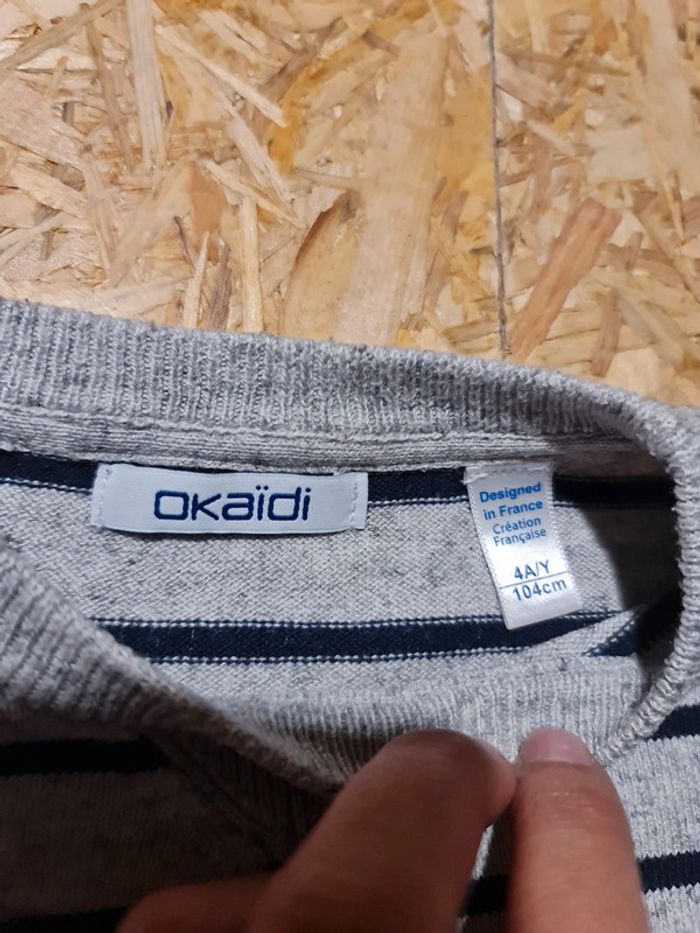 OKaïdi
Designed
in France
Création
Française
4A/Y
104cm